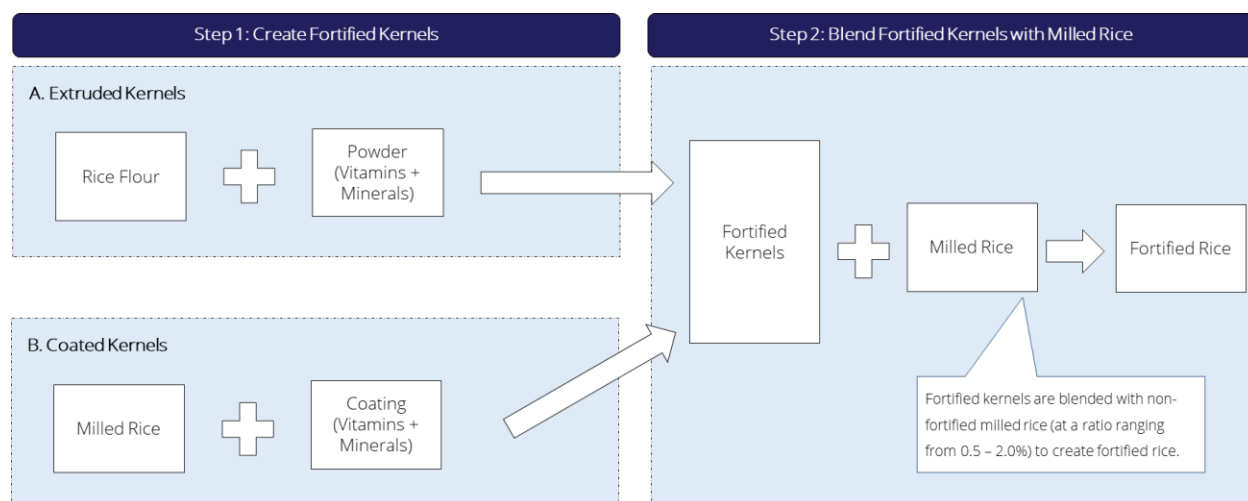 Step 1: Create Fortified Kernels
A. Extruded Kernels
Rice Flour
Powder
(Vitamins +
Minerals)
B. Coated Kernels
Milled Rice
Coating
(Vitamins +
Minerals)
Step 2: Blend Fortified Kernels with Milled Rice
Fortified
Kernels
Milled Rice
Fortified Rice
Fortified kernels are blended with non-
fortified milled rice (at a ratio ranging
from 0.5 – 2.0%) to create fortified rice.